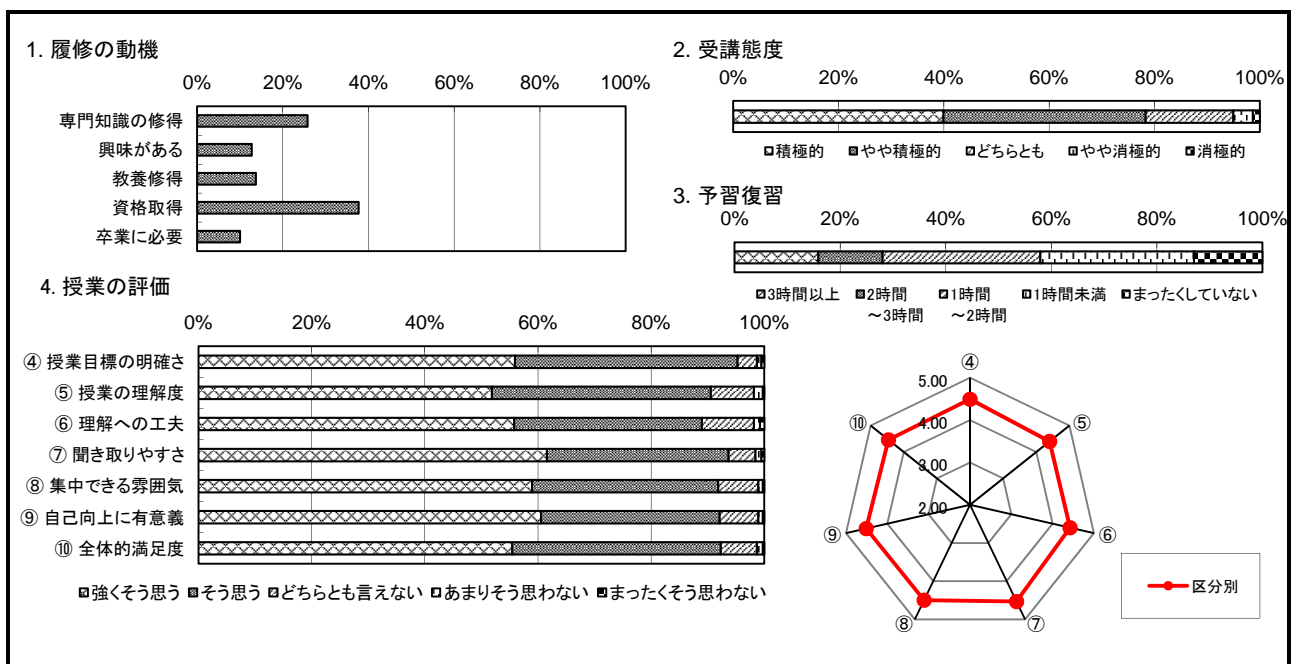 1. 履修の動機
0% 20% 40% 60% 80% 100%
専門知識の修得
興味がある
教養修得
資格取得
卒業に必要
2. 受講態度
0% 20% 40% 60% 80% 100%
積極的 やや積極的 どちらとも やや消極的 消極的
3. 予習復習
0% 20% 40% 60% 80% 100%
3時間以上 2時間 1時間 1時間未満 まったくしていない
～3時間 ～2時間
4. 授業の評価
0% 20% 40% 60% 80% 100%
④ 授業目標の明確さ
⑤ 授業の理解度
⑥ 理解への工夫
⑦ 聞き取りやすさ
⑧ 集中できる雰囲気
⑨ 自己向上に有意義
⑩ 全体的満足度
強くそう思う そう思う どちらとも言えない あまりそう思わない まったくそう思わない
④
5.00
⑩ ⑤
4.00
3.00
2.00
⑨ ⑥
⑧ ⑦
区分別